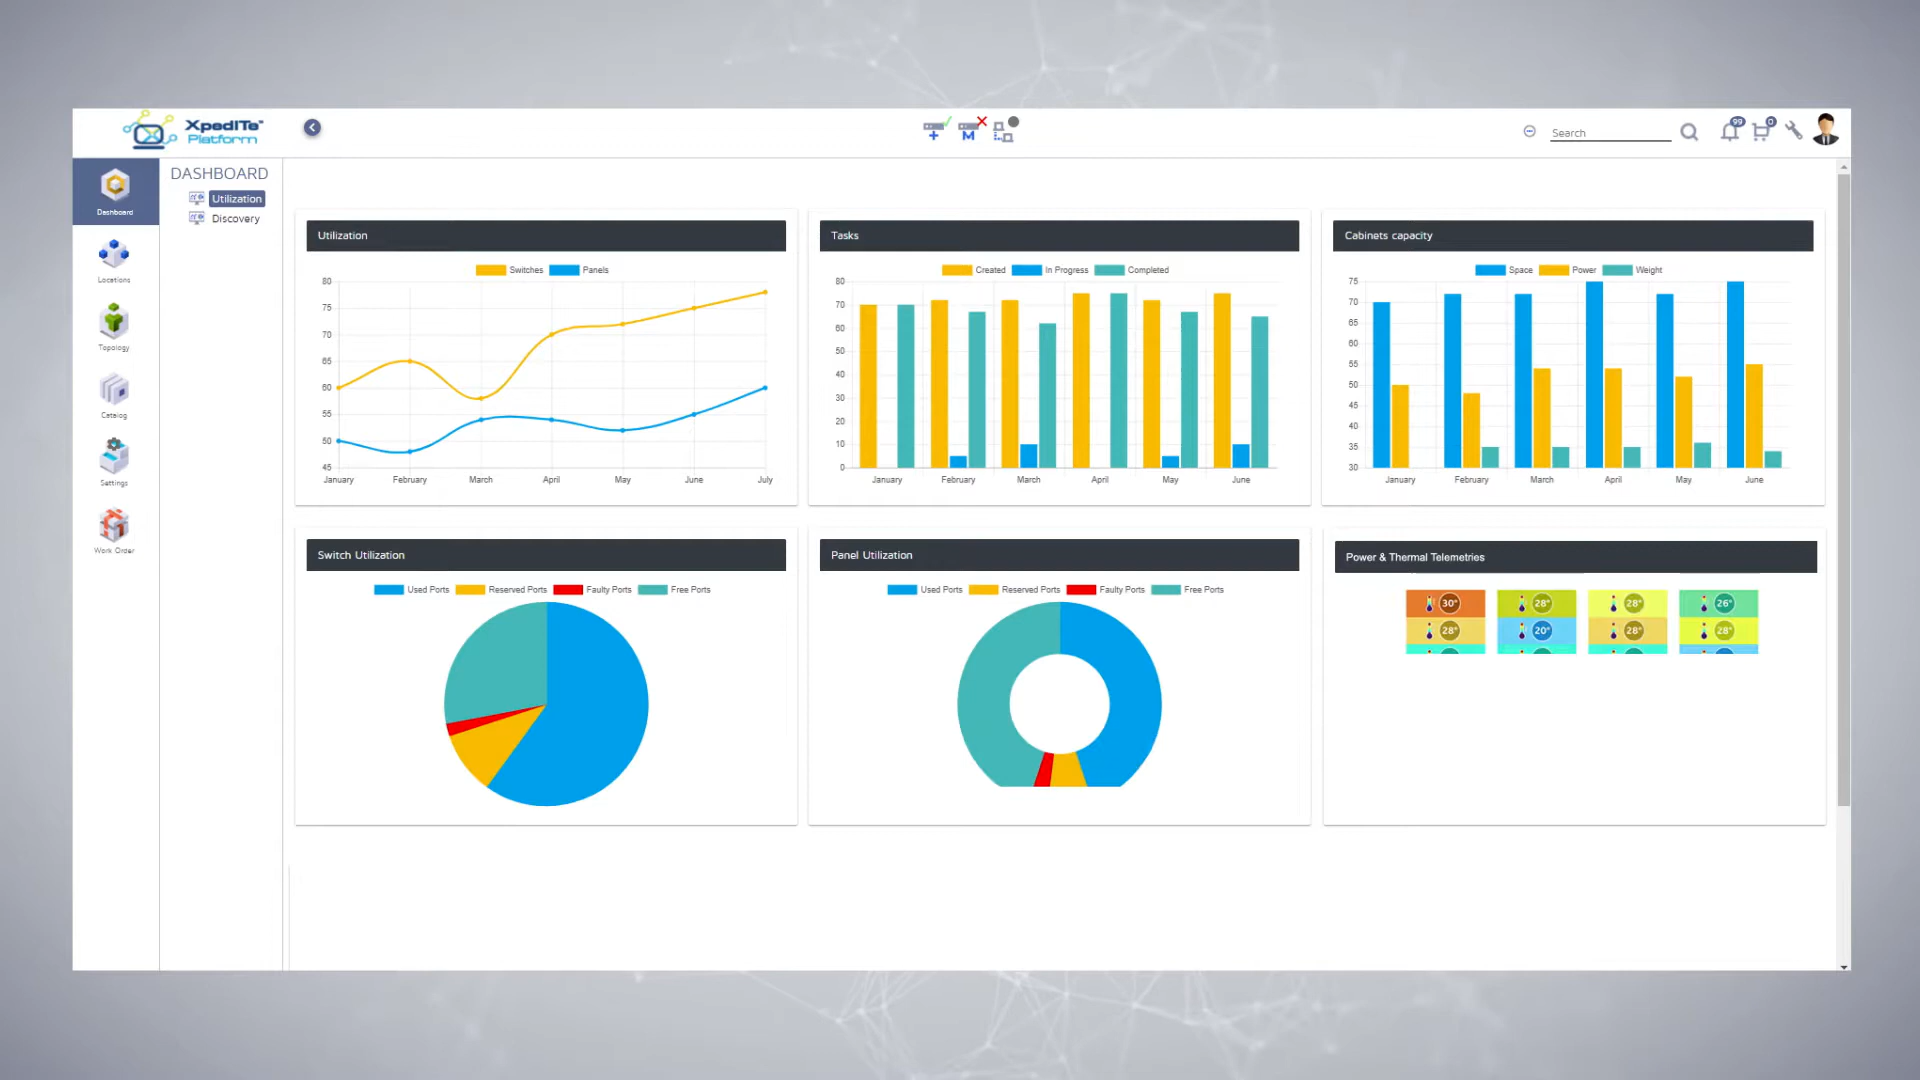 XpedITe™
Platform
Search
99
0
Dashboard
Locations
Topology
Catalog
Settings
Work Order
DASHBOARD
Utilization
Discovery
Utilization
Switches Panels
80
75
70
65
60
55
50
45
January February March April May June July
Tasks
Created In Progress Completed
80
70
60
50
40
30
20
10
0
January February March April May June
Cabinets capacity
Space Power Weight
75
70
65
60
55
50
45
40
35
30
January February March April May June
Switch Utilization
Used Ports Reserved Ports Faulty Ports Free Ports
Panel Utilization
Used Ports Reserved Ports Faulty Ports Free Ports
Power & Thermal Telemetries
30° 28° 28° 26°
28° 20° 28° 28°